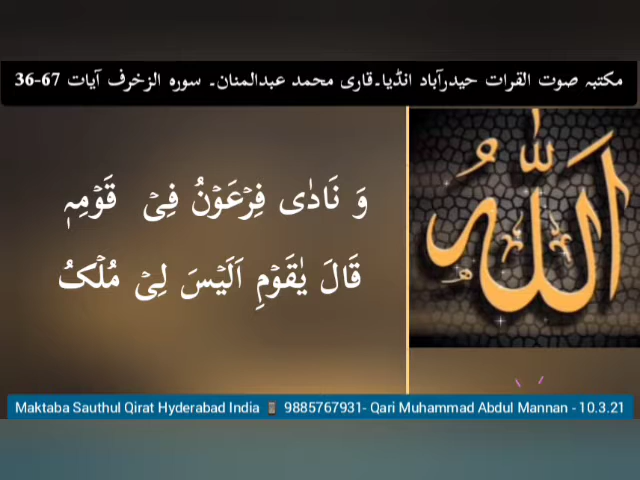 مکتبہ صوت القرات حیدرآباد انڈیا۔قاری محمد عبدالمنان۔ سورہ الزخرف آیات 67-36
وَ نَادٰی فِرۡعَوۡنُ فِیۡ قَوۡمِہٖ
قَالَ یٰقَوۡمِ اَلَیۡسَ لِیۡ مُلۡکُ
اللّٰه
Maktaba Sauthul Qirat Hyderabad India 9885767931- Qari Muhammad Abdul Mannan - 10.3.21